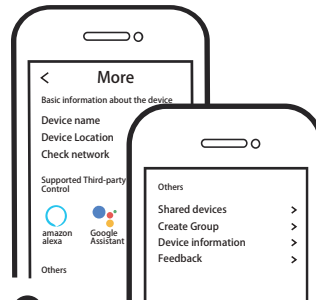 More
Basic information about the device
Device name
Device Location
Check network
Supported Third-party
Control
amazon
alexa
Google
Assistant
Others
Others
Shared devices
Create Group
Device information
Feedback